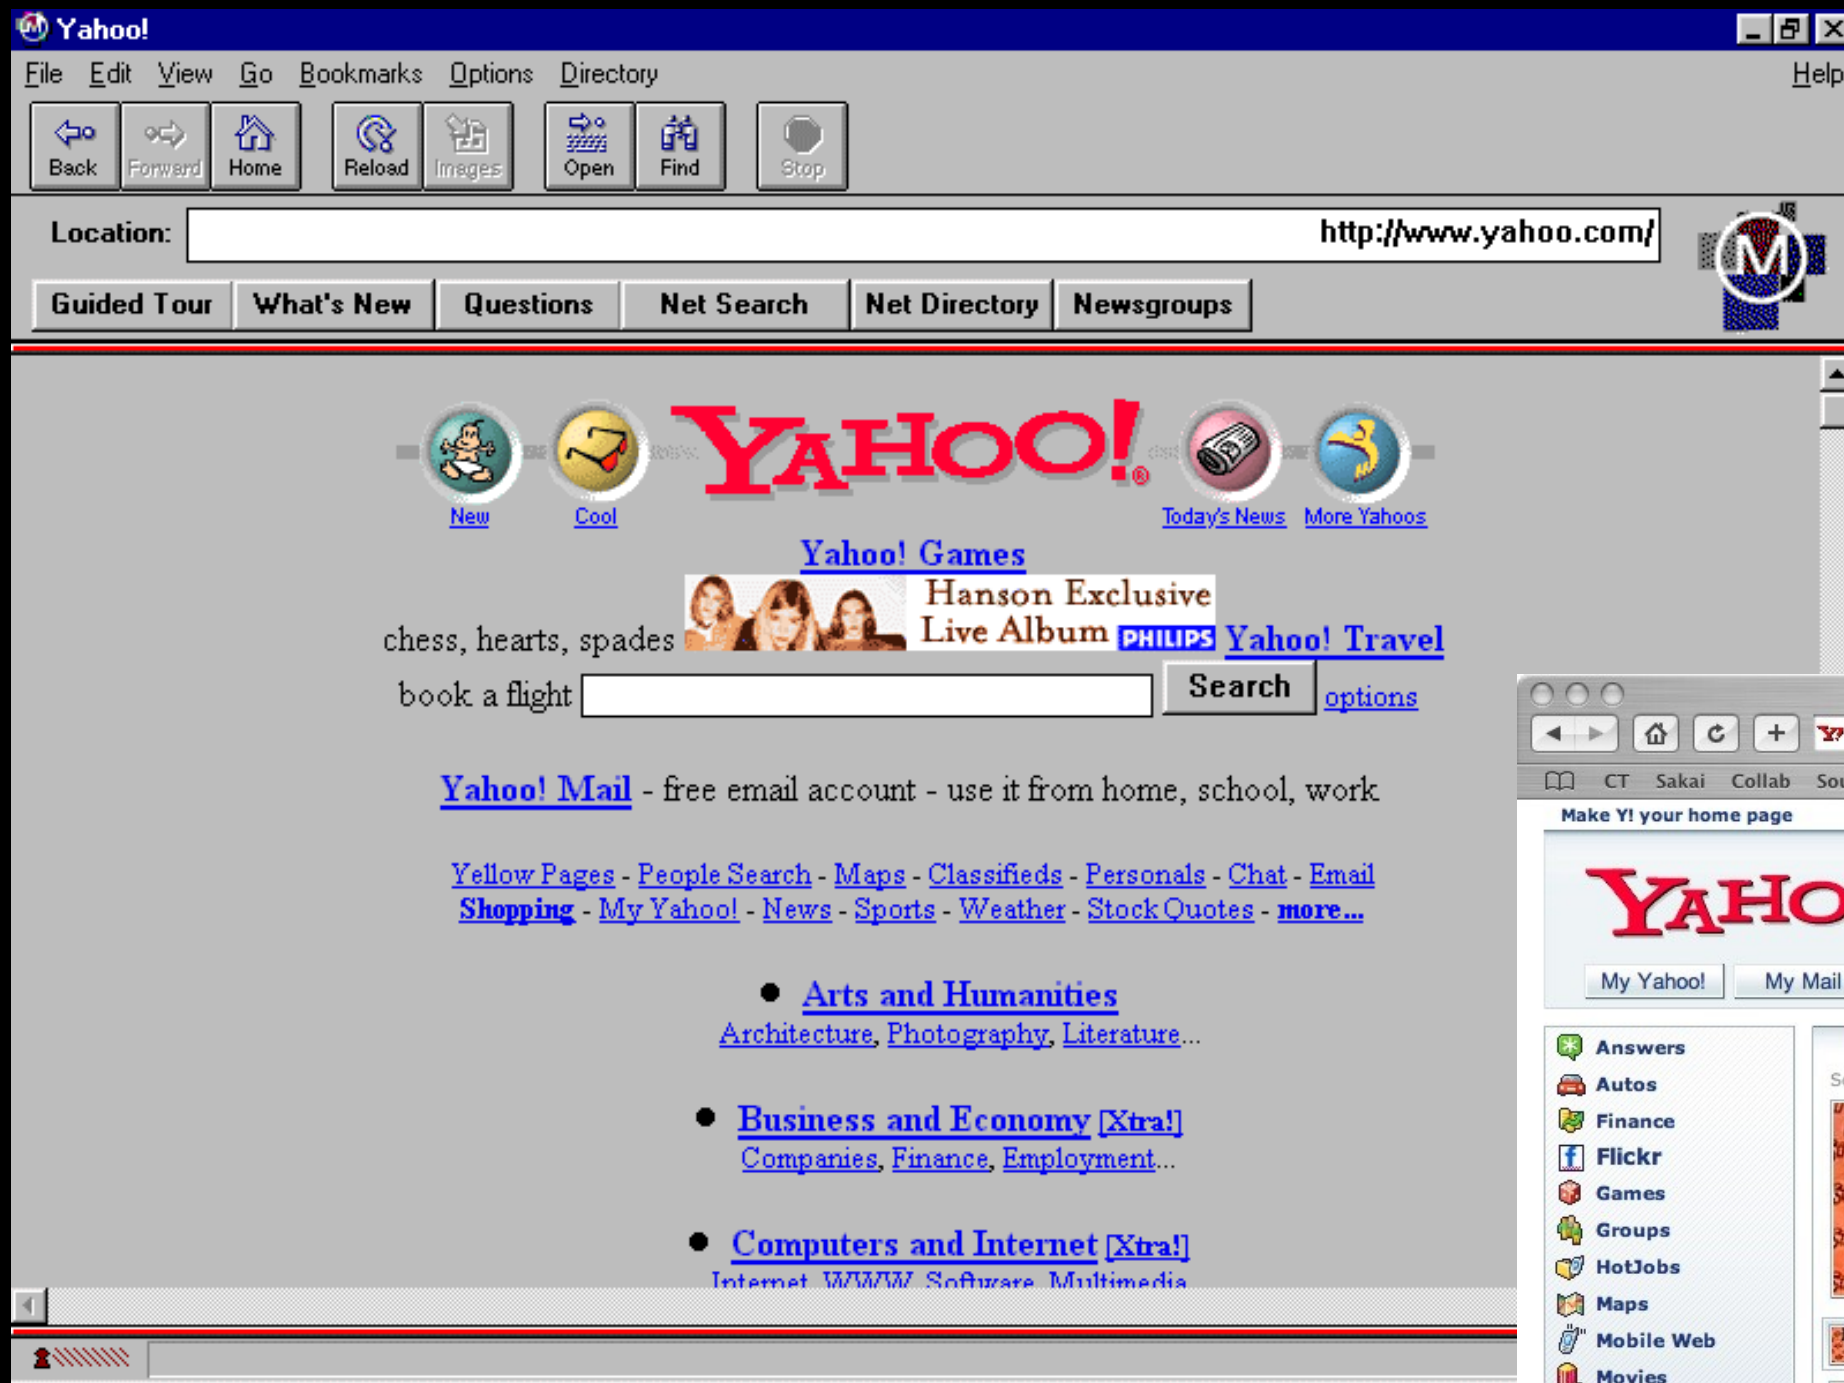 Yahoo!
File Edit View Go Bookmarks Options Directory Help
Back Forward Home Reload Images Open Find Stop
Location: http://www.yahoo.com/
Guided Tour What's New Questions Net Search Net Directory Newsgroups
YAHOO!®
New Cool Today's News More Yahoos
Yahoo! Games
Hanson Exclusive
Live Album PHILIPS
chess, hearts, spades Yahoo! Travel
book a flight Search options
Yahoo! Mail - free email account - use it from home, school, work
Yellow Pages - People Search - Maps - Classifieds - Personals - Chat - Email
Shopping - My Yahoo! - News - Sports - Weather - Stock Quotes - more...
• Arts and Humanities
Architecture, Photography, Literature...
• Business and Economy [Xtra!]
Companies, Finance, Employment...
• Computers and Internet [Xtra!]
Internet, WWW, Software, Multimedia
CT Sakai Collab Sou
Make Y! your home page
YAHO
My Yahoo! My Mail
Answers
Autos
Finance
Flickr
Games
Groups
HotJobs
Maps
Mobile Web
Movies